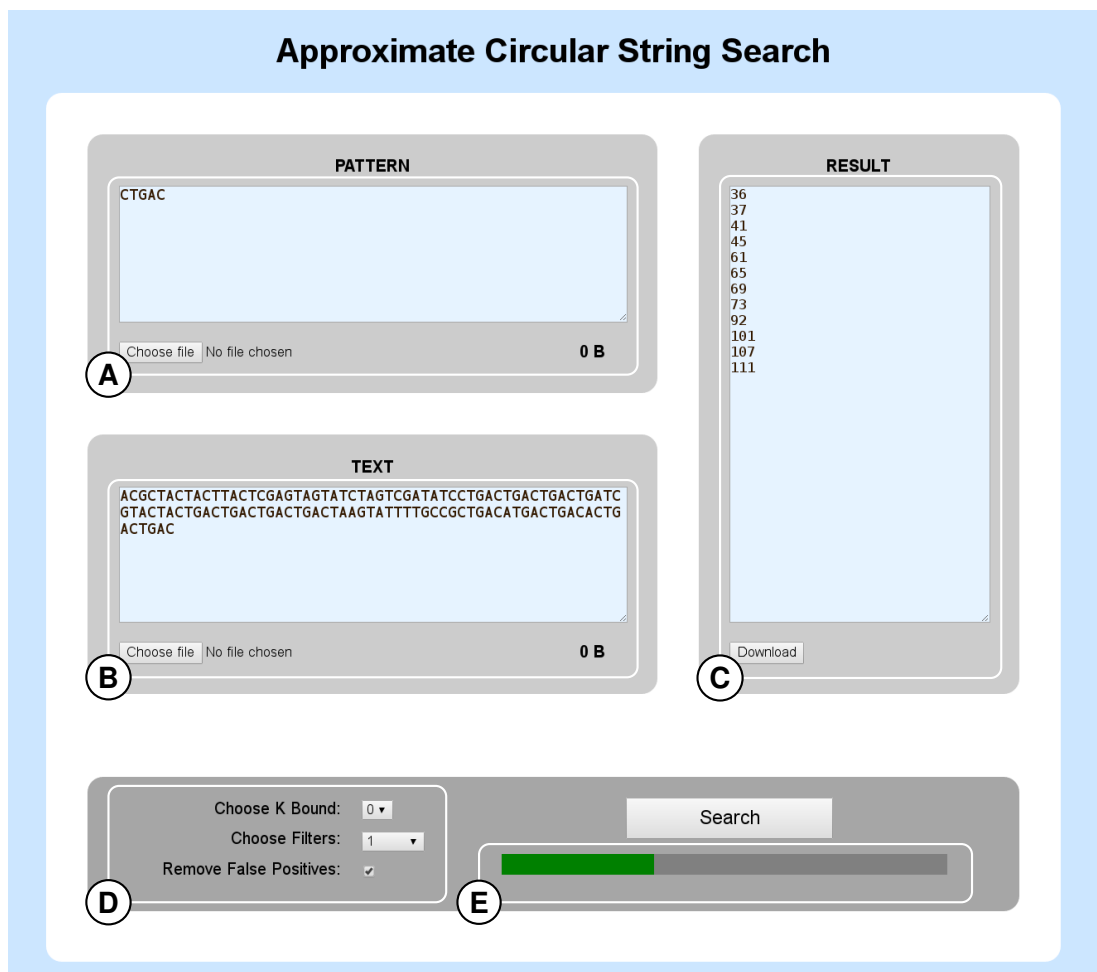 Approximate Circular String Search
PATTERN
CTGAC
Choose file No file chosen
0 B
A
TEXT
ACGCTACTACTTACTCGAGTAGTATCTAGTCGATATCCTGACTGACTGACTGATC
GTACTACTGACTGACTGACTGACTAAGTATTTTGCCGCTGACATGACTGACACTG
ACTGAC
Choose file No file chosen
0 B
B
RESULT
36
37
41
45
61
65
69
73
92
101
107
111
Download
C
Choose K Bound: 0
Choose Filters: 1
Remove False Positives:
D
Search
E